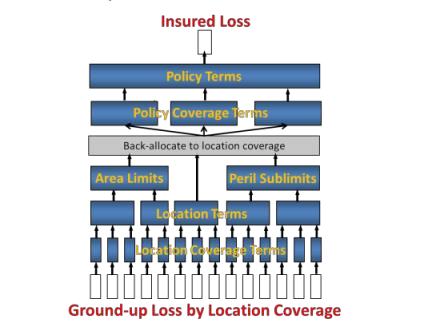 Insured Loss
Policy Terms
Policy Coverage Terms
Back-allocate to location coverage
Area Limits
Peril Sublimits
Location Terms
Location Coverage Terms
Ground-up Loss by Location Coverage